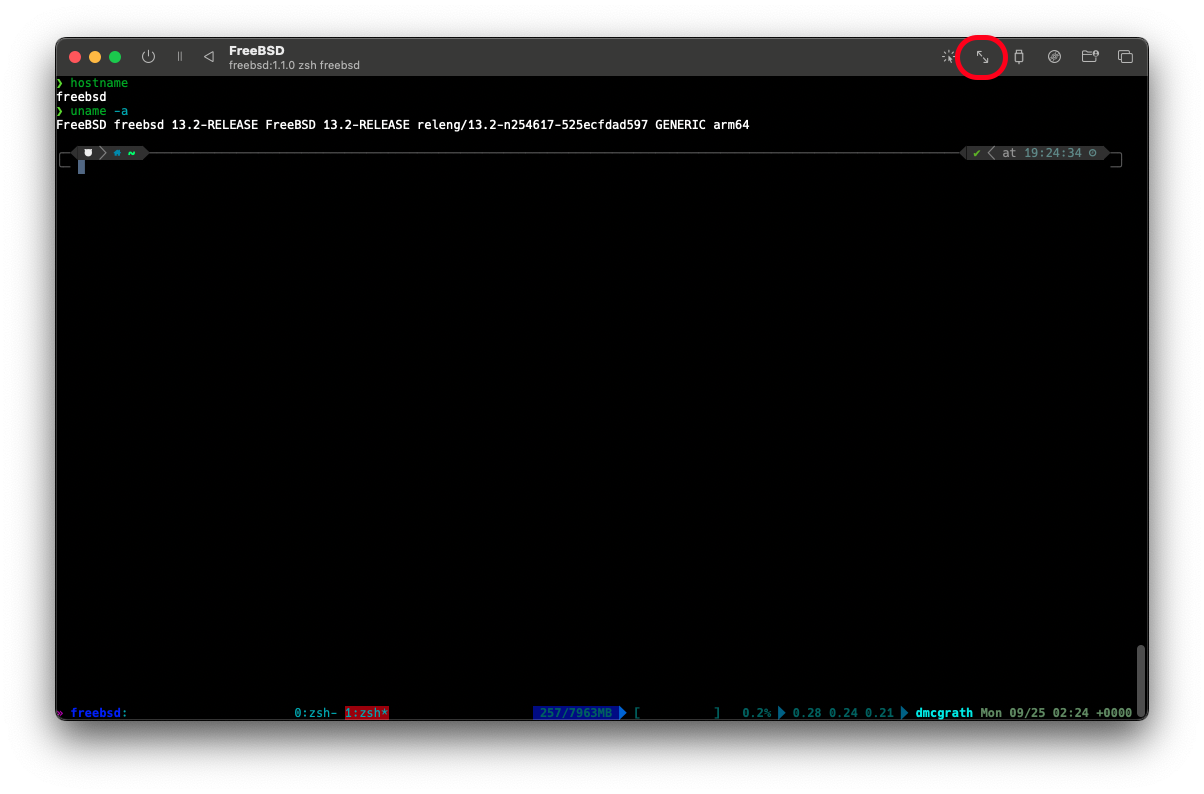 FreeBSD
freebsd:1.1.0 zsh freebsd
❯ hostname
freebsd
❯ uname -a
FreeBSD freebsd 13.2-RELEASE FreeBSD 13.2-RELEASE releng/13.2-n254617-525ecfdad597 GENERIC arm64
~ ✔ at 19:24:34
» freebsd: 0:zsh- 1:zsh* 257/7963MB [ ] 0.2% 0.28 0.24 0.21 dmcgrath Mon 09/25 02:24 +0000